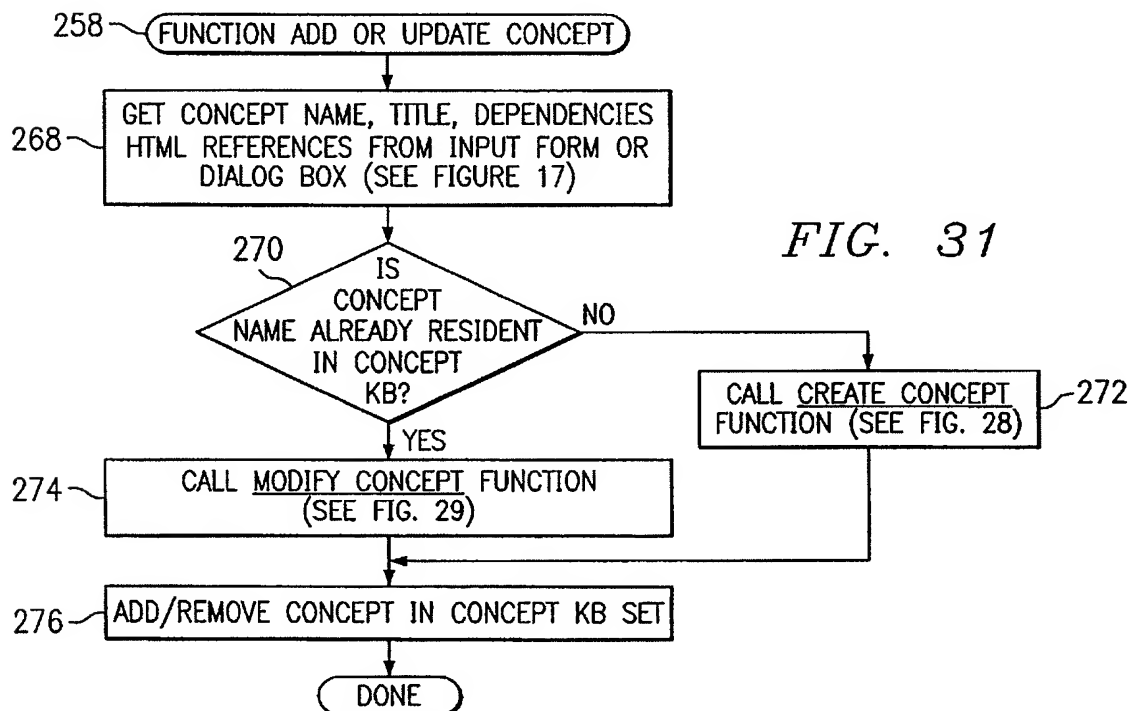 258
FUNCTION ADD OR UPDATE CONCEPT
268
GET CONCEPT NAME, TITLE, DEPENDENCIES
HTML REFERENCES FROM INPUT FORM OR
DIALOG BOX (SEE FIGURE 17)
FIG. 31
270
IS
CONCEPT
NAME ALREADY RESIDENT
IN CONCEPT
KB?
NO
CALL CREATE CONCEPT
FUNCTION (SEE FIG. 28)
272
YES
274
CALL MODIFY CONCEPT FUNCTION
(SEE FIG. 29)
276
ADD/REMOVE CONCEPT IN CONCEPT KB SET
DONE